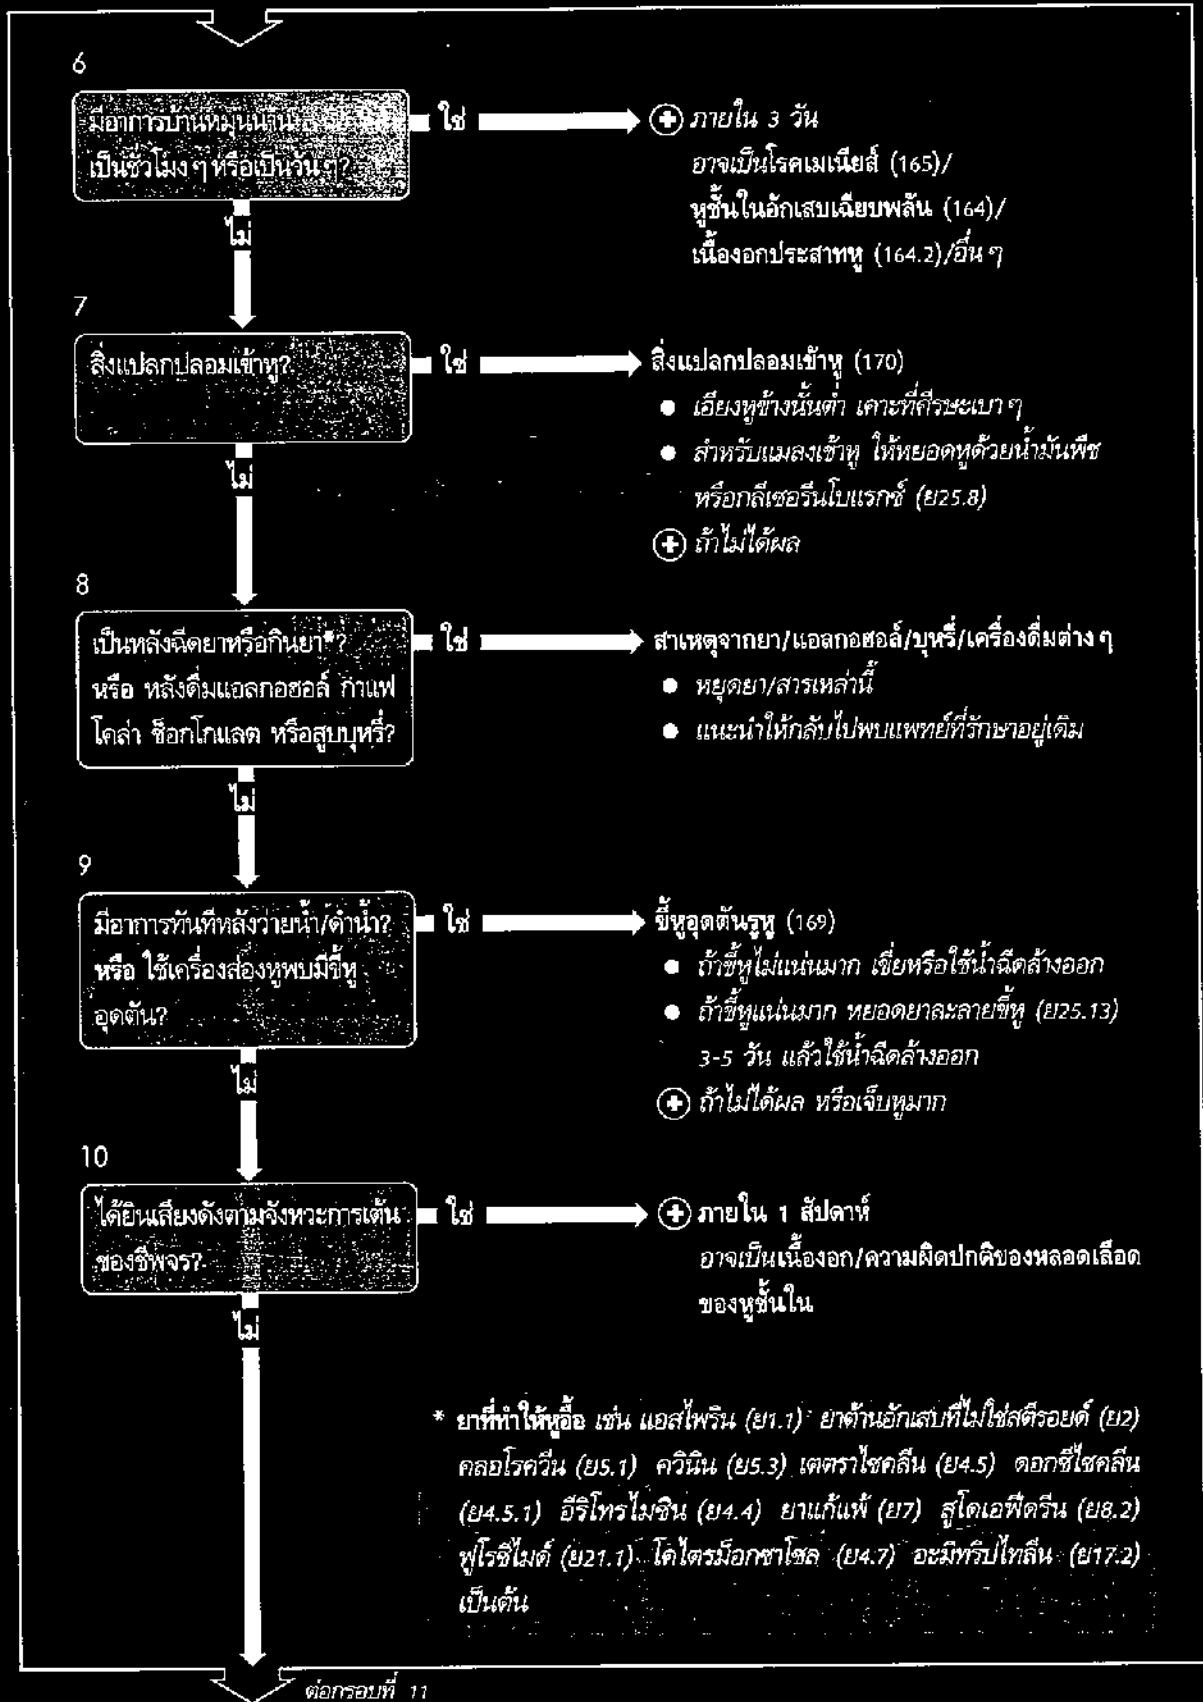 6
มีอาการบ้านหมุนนาน
เป็นชั่วโมง ๆ หรือเป็นวัน ๆ?
ใช่
ภายใน 3 วัน
อาจเป็นโรคเมเนียส์ (165)/
หูชั้นในอักเสบเฉียบพลัน (164)/
เนื้องอกประสาทหู (164.2)/อื่น ๆ
ไม่
7
สิ่งแปลกปลอมเข้าหู?
ใช่
สิ่งแปลกปลอมเข้าหู (170)
● เอียงหูข้างนั้นต่ำ เคาะที่ศีรษะเบา ๆ
● สำหรับแมลงเข้าหู ให้หยอดหูด้วยน้ำมันพืช
หรือกลีเซอรีนโบแรกซ์ (ย25.8)
ถ้าไม่ได้ผล
ไม่
8
เป็นหลังฉีดยาหรือกินยา*?
หรือ หลังดื่มแอลกอฮอล์ กาแฟ
โคล่า ช็อกโกแลต หรือสูบบุหรี่?
ใช่
สาเหตุจากยา/แอลกอฮอล์/บุหรี่/เครื่องดื่มต่าง ๆ
● หยุดยา/สารเหล่านี้
● แนะนำให้กลับไปพบแพทย์ที่รักษาอยู่เดิม
ไม่
9
มีอาการทันทีหลังว่ายน้ำ/ดำน้ำ?
หรือ ใช้เครื่องส่องหูพบมีขี้หู
อุดตัน?
ใช่
ขี้หูอุดตันรูหู (169)
● ถ้าขี้หูไม่แน่นมาก เขี่ยหรือใช้น้ำฉีดล้างออก
● ถ้าขี้หูแน่นมาก หยอดยาละลายขี้หู (ย25.13)
3-5 วัน แล้วใช้น้ำฉีดล้างออก
ถ้าไม่ได้ผล หรือเจ็บหูมาก
ไม่
10
ได้ยินเสียงดังตามจังหวะการเต้น
ของชีพจร?
ใช่
ภายใน 1 สัปดาห์
อาจเป็นเนื้องอก/ความผิดปกติของหลอดเลือด
ของหูชั้นใน
ไม่
* ยาที่ทำให้หูอื้อ เช่น แอสไพริน (ย1.1) ยาต้านอักเสบที่ไม่ใช่สตีรอยด์ (ย2)
คลอโรควีน (ย5.1) ควินิน (ย5.3) เตตราไซคลีน (ย4.5) ดอกซีไซคลีน
(ย4.5.1) อีริโทรไมซิน (ย4.4) ยาแก้แพ้ (ย7) สูโดเอฟีดรีน (ย8.2)
ฟูโรซีไมด์ (ย21.1) โคไตรม็อกซาโซล (ย4.7) อะมิทริปไทลีน (ย17.2)
เป็นต้น
ต่อกรอบที่ 11